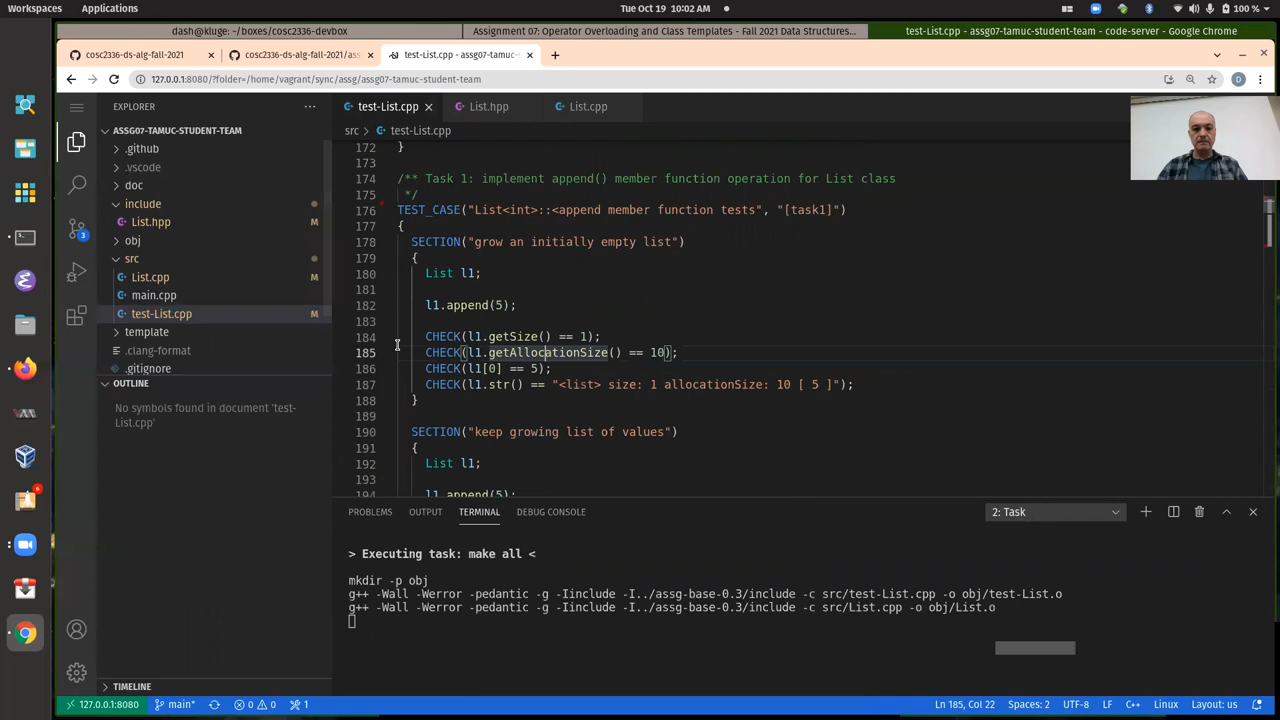 Workspaces Applications Tue Oct 19 10:02 AM 100 %
dash@kluge: ~/boxes/cosc2336-devbox Assignment 07: Operator Overloading and Class Templates - Fall 2021 Data Structures... test-List.cpp - assg07-tamuc-student-team - code-server - Google Chrome
cosc2336-ds-alg-fall-2021 cosc2336-ds-alg-fall-2021/ass test-List.cpp - assg07-tamuc-s
127.0.0.1:8080/?folder=/home/vagrant/sync/assg/assg07-tamuc-student-team D
EXPLORER ... test-List.cpp List.hpp List.cpp
ASSG07-TAMUC-STUDENT-TEAM src > test-List.cpp
.github
.vscode
doc
include
List.hpp M
obj
src
List.cpp M
main.cpp
test-List.cpp M
template
.clang-format
.gitignore
3
OUTLINE
No symbols found in document 'test-
List.cpp'
TIMELINE
6
172 }
173
174 /** Task 1: implement append() member function operation for List class
175 */
176 TEST_CASE("List<int>::<append member function tests", "[task1]")
177 {
178 SECTION("grow an initially empty list")
179 {
180 List l1;
181
182 l1.append(5);
183
184 CHECK(l1.getSize() == 1);
185 CHECK(l1.getAllocationSize() == 10);
186 CHECK(l1[0] == 5);
187 CHECK(l1.str() == "<list> size: 1 allocationSize: 10 [ 5 ]");
188 }
189
190 SECTION("keep growing list of values")
191 {
192 List l1;
193
194 l1.append(5);
PROBLEMS OUTPUT TERMINAL DEBUG CONSOLE 2: Task
> Executing task: make all <
mkdir -p obj
g++ -Wall -Werror -pedantic -g -Iinclude -I../assg-base-0.3/include -c src/test-List.cpp -o obj/test-List.o
g++ -Wall -Werror -pedantic -g -Iinclude -I../assg-base-0.3/include -c src/List.cpp -o obj/List.o
127.0.0.1:8080 main* 0 0 1 Ln 185, Col 22 Spaces: 2 UTF-8 LF C++ Linux Layout: us